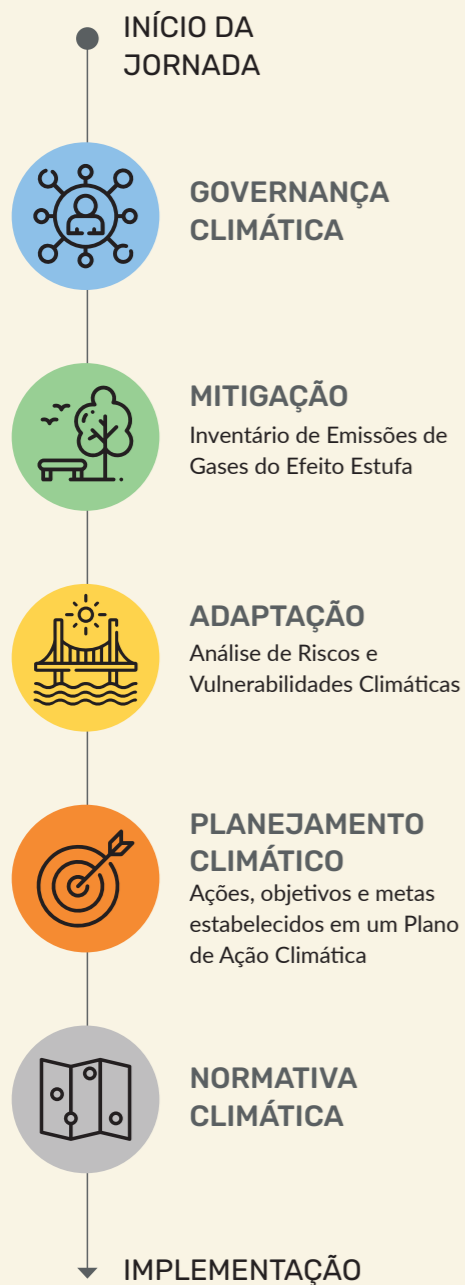 INÍCIO DA
JORNADA
GOVERNANÇA
CLIMÁTICA
MITIGAÇÃO
Inventário de Emissões de
Gases do Efeito Estufa
ADAPTAÇÃO
Análise de Riscos e
Vulnerabilidades Climáticas
PLANEJAMENTO
CLIMÁTICO
Ações, objetivos e metas
estabelecidos em um Plano
de Ação Climática
NORMATIVA
CLIMÁTICA
IMPLEMENTAÇÃO